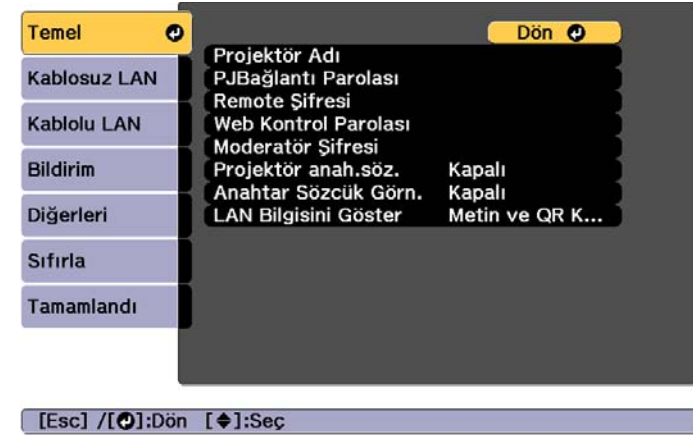 Temel
Kablosuz LAN
Kablolu LAN
Bildirim
Diğerleri
Sıfırla
Tamamlandı
Dön
Projektör Adı
PJBağlantı Parolası
Remote Şifresi
Web Kontrol Parolası
Moderatör Şifresi
Projektör anah.söz. Kapalı
Anahtar Sözcük Görn. Kapalı
LAN Bilgisini Göster Metin ve QR K...
[Esc] /[⏎]:Dön [◆]:Seç